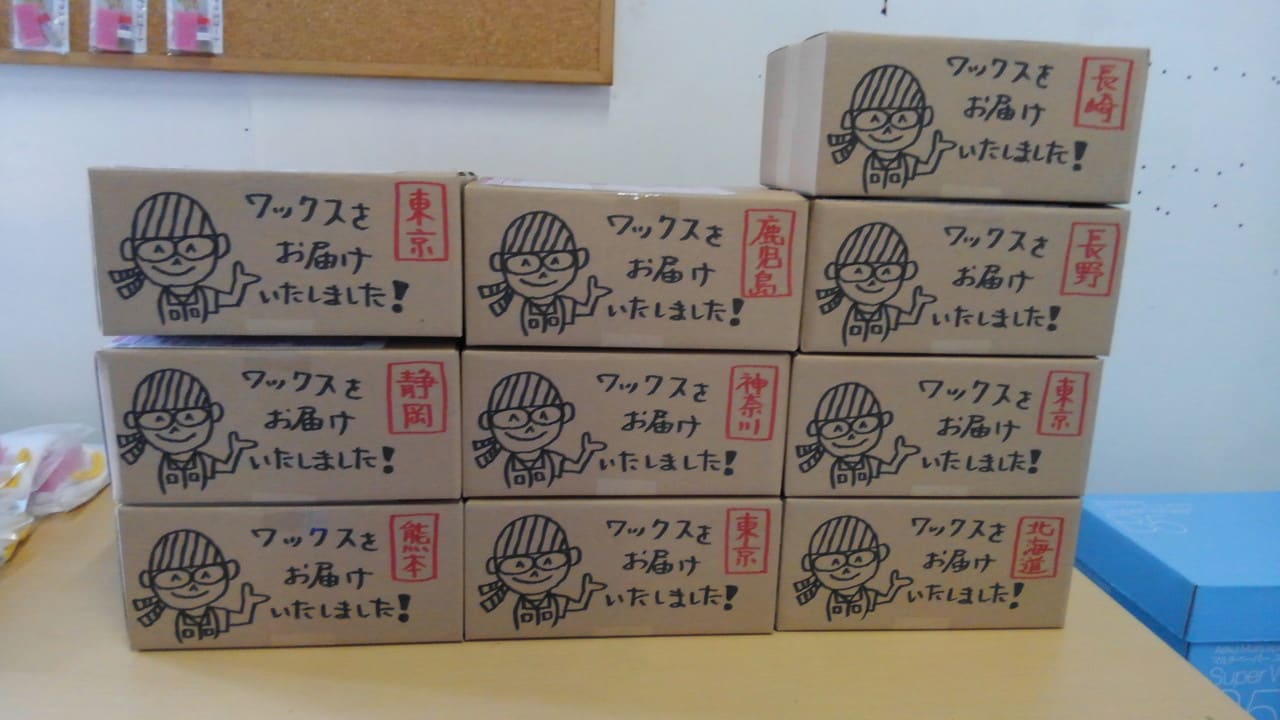 ワックスを
お届け
いたしました!
長崎
ワックスを
お届け
いたしました!
東京
ワックスを
お届け
いたしました!
鹿児島
ワックスを
お届け
いたしました!
長野
ワックスを
お届け
いたしました!
静岡
ワックスを
お届け
いたしました!
神奈川
ワックスを
お届け
いたしました!
東京
ワックスを
お届け
いたしました!
熊本
ワックスを
お届け
いたしました!
東京
ワックスを
お届け
いたしました!
北海道
Super